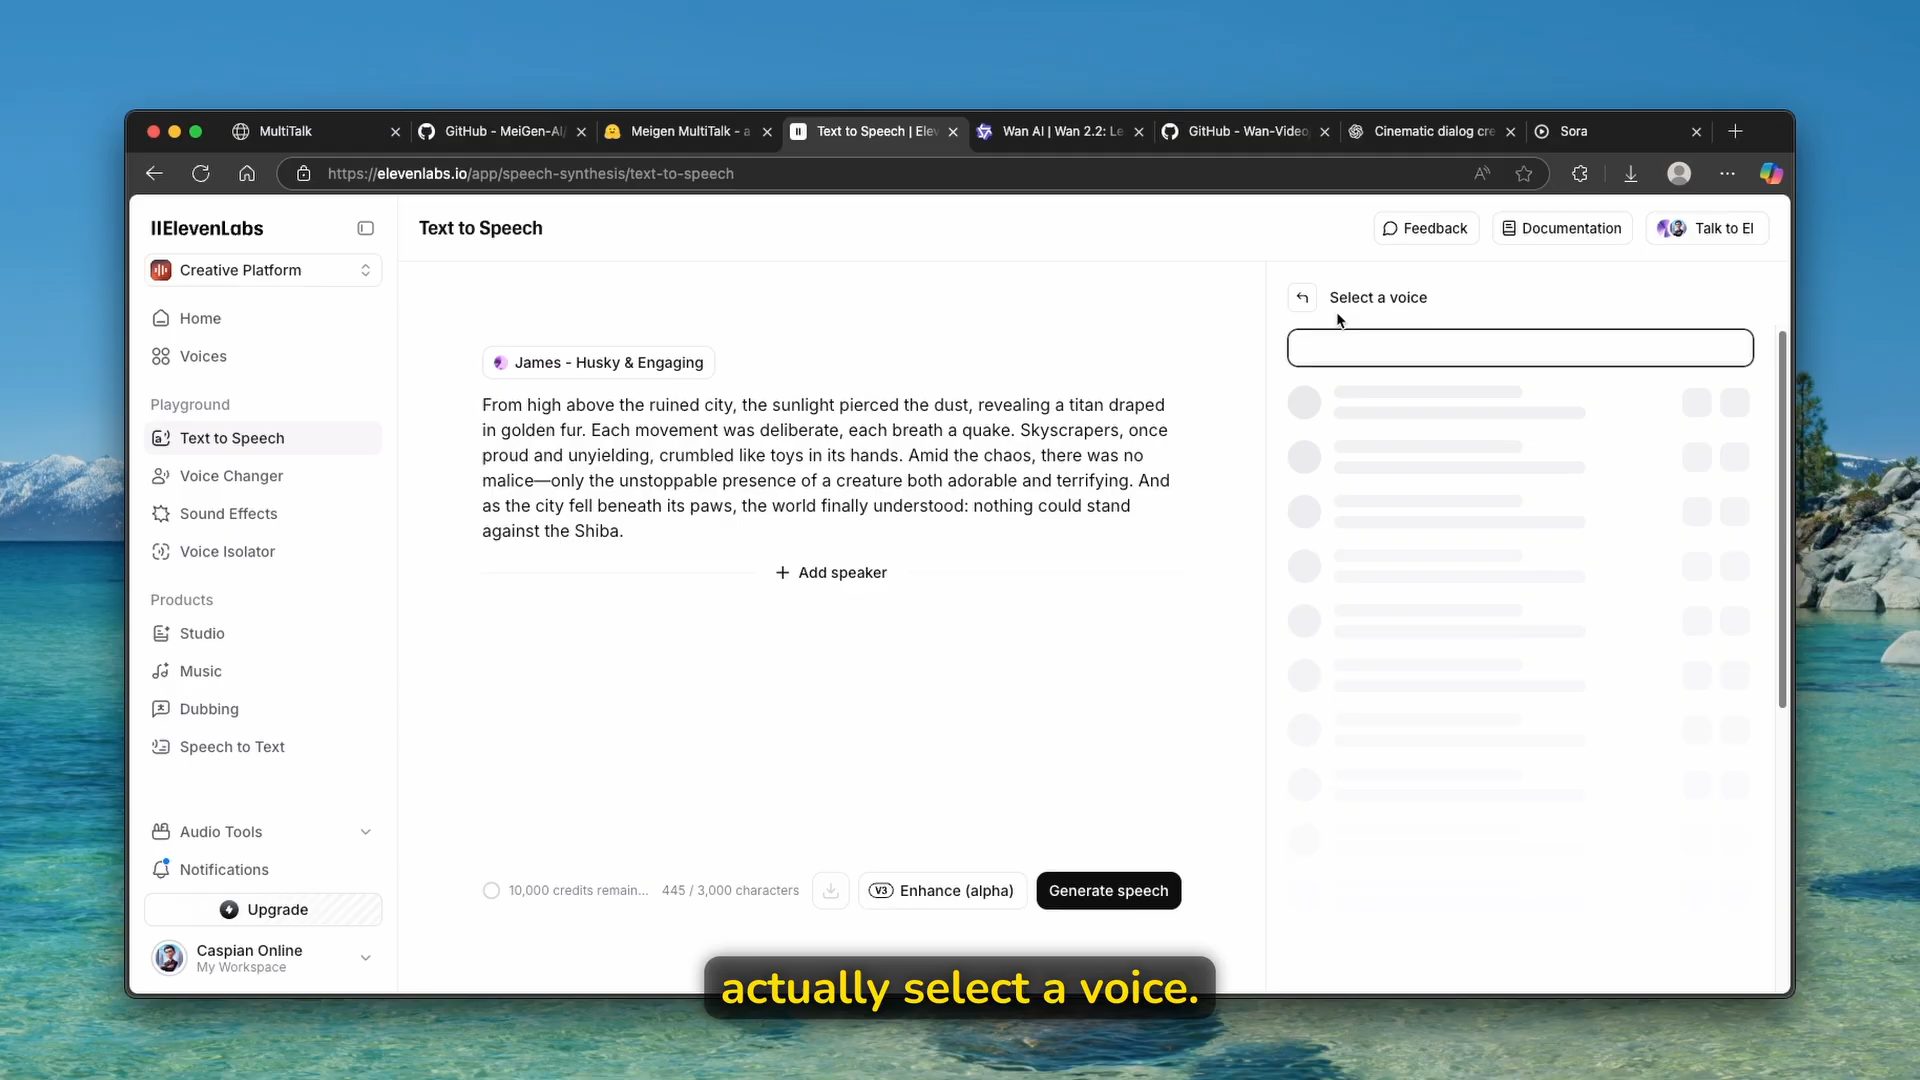 MultiTalk
GitHub - MeiGen-AI/
Meigen MultiTalk - a
Text to Speech | Elev
Wan AI | Wan 2.2: Le
GitHub - Wan-Video
Cinematic dialog cre
Sora
https://elevenlabs.io/app/speech-synthesis/text-to-speech
IIElevenLabs
Creative Platform
Home
Voices
Playground
Text to Speech
Voice Changer
Sound Effects
Voice Isolator
Products
Studio
Music
Dubbing
Speech to Text
Audio Tools
Notifications
Upgrade
Caspian Online
My Workspace
Text to Speech
Feedback
Documentation
Talk to El
James - Husky & Engaging
From high above the ruined city, the sunlight pierced the dust, revealing a titan draped
in golden fur. Each movement was deliberate, each breath a quake. Skyscrapers, once
proud and unyielding, crumbled like toys in its hands. Amid the chaos, there was no
malice—only the unstoppable presence of a creature both adorable and terrifying. And
as the city fell beneath its paws, the world finally understood: nothing could stand
against the Shiba.
Add speaker
10,000 credits remain...
445 / 3,000 characters
V3 Enhance (alpha)
Generate speech
Select a voice
actually select a voice.